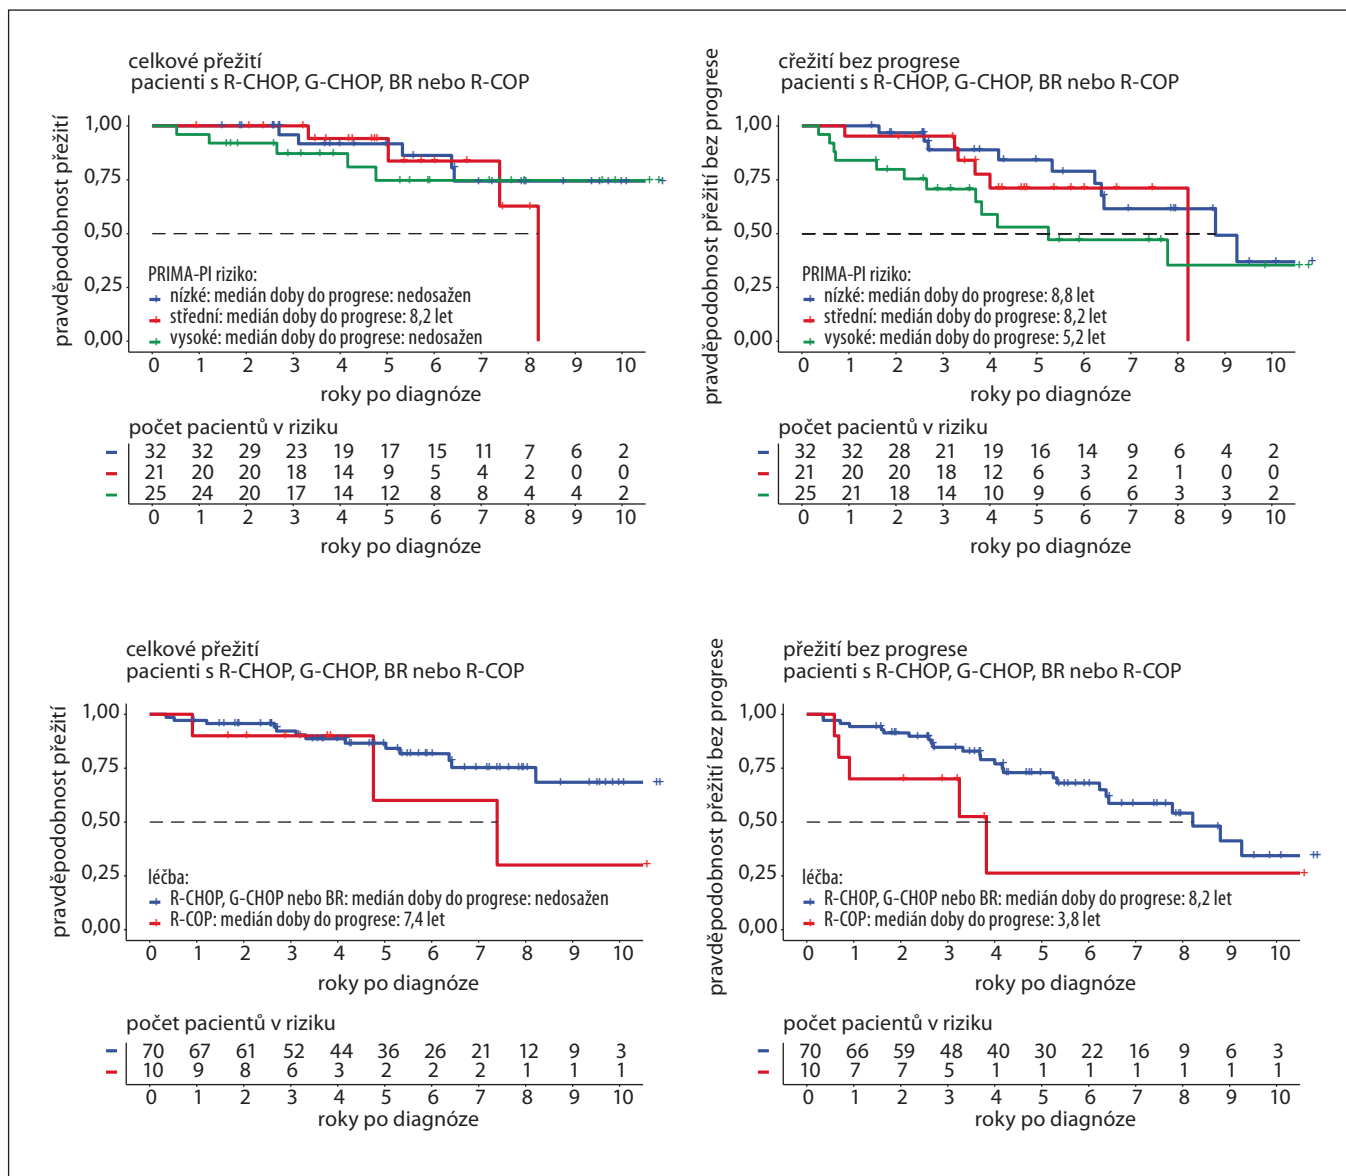 celkové přežití
pacienti s R-CHOP, G-CHOP, BR nebo R-COP
pravděpodobnost přežití
1,00
0,75
0,50
0,25
0,00
PRIMA-PI riziko:
nízké: medián doby do progrese: nedosažen
střední: medián doby do progrese: 8,2 let
vysoké: medián doby do progrese: nedosažen
0 1 2 3 4 5 6 7 8 9 10
roky po diagnóze
počet pacientů v riziku
32 32 29 23 19 17 15 11 7 6 2
21 20 20 18 14 9 5 4 2 0 0
25 24 20 17 14 12 8 8 4 4 2
0 1 2 3 4 5 6 7 8 9 10
roky po diagnóze
cřežití bez progrese
pacienti s R-CHOP, G-CHOP, BR nebo R-COP
pravděpodobnost přežití bez progrese
1,00
0,75
0,50
0,25
0,00
PRIMA-PI riziko:
nízké: medián doby do progrese: 8,8 let
střední: medián doby do progrese: 8,2 let
vysoké: medián doby do progrese: 5,2 let
0 1 2 3 4 5 6 7 8 9 10
roky po diagnóze
počet pacientů v riziku
32 32 28 21 19 16 14 9 6 4 2
21 20 20 18 12 6 3 2 1 0 0
25 21 18 14 10 9 6 6 3 3 2
0 1 2 3 4 5 6 7 8 9 10
roky po diagnóze
celkové přežití
pacienti s R-CHOP, G-CHOP, BR nebo R-COP
pravděpodobnost přežití
1,00
0,75
0,50
0,25
0,00
léčba:
R-CHOP, G-CHOP nebo BR: medián doby do progrese: nedosažen
R-COP: medián doby do progrese: 7,4 let
0 1 2 3 4 5 6 7 8 9 10
roky po diagnóze
počet pacientů v riziku
70 67 61 52 44 36 26 21 12 9 3
10 9 8 6 3 2 2 2 1 1 1
0 1 2 3 4 5 6 7 8 9 10
roky po diagnóze
přežití bez progrese
pacienti s R-CHOP, G-CHOP, BR nebo R-COP
pravděpodobnost přežití bez progrese
1,00
0,75
0,50
0,25
0,00
léčba:
R-CHOP, G-CHOP nebo BR: medián doby do progrese: 8,2 let
R-COP: medián doby do progrese: 3,8 let
0 1 2 3 4 5 6 7 8 9 10
roky po diagnóze
počet pacientů v riziku
70 66 59 48 40 30 22 16 9 6 3
10 7 7 5 1 1 1 1 1 1 1
0 1 2 3 4 5 6 7 8 9 10
roky po diagnóze